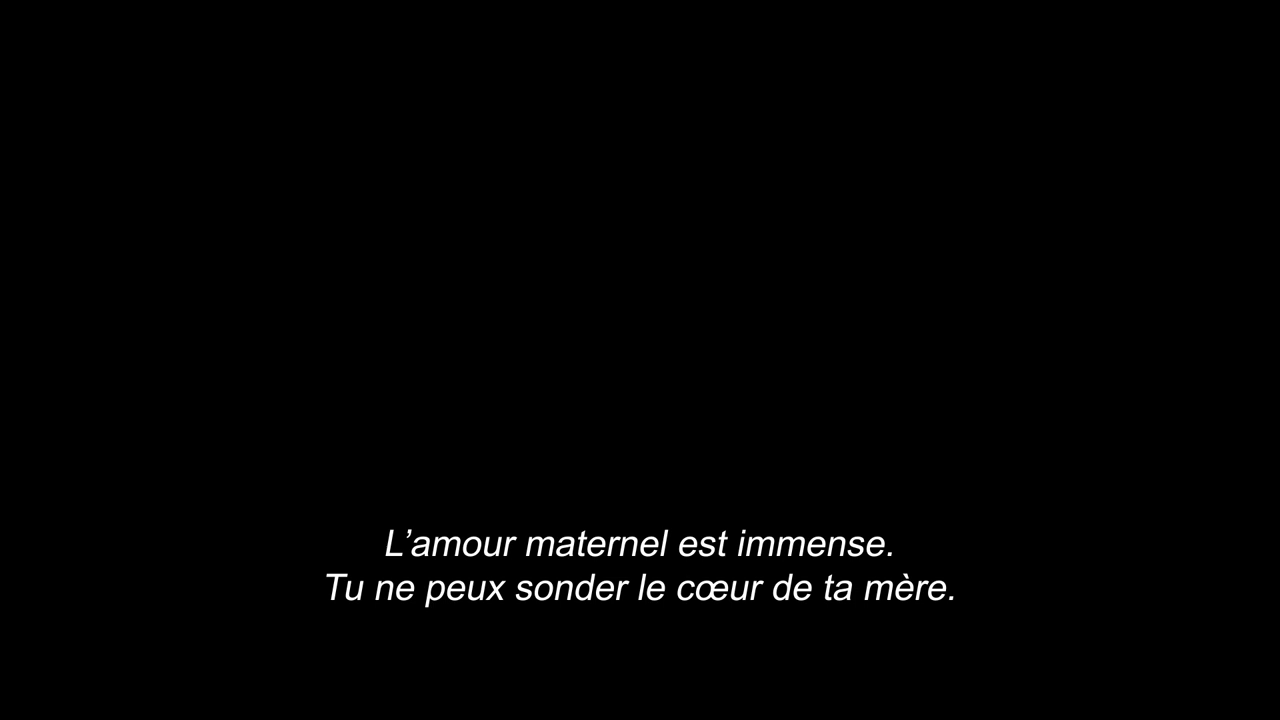 L’amour maternel est immense.
Tu ne peux sonder le cœur de ta mère.